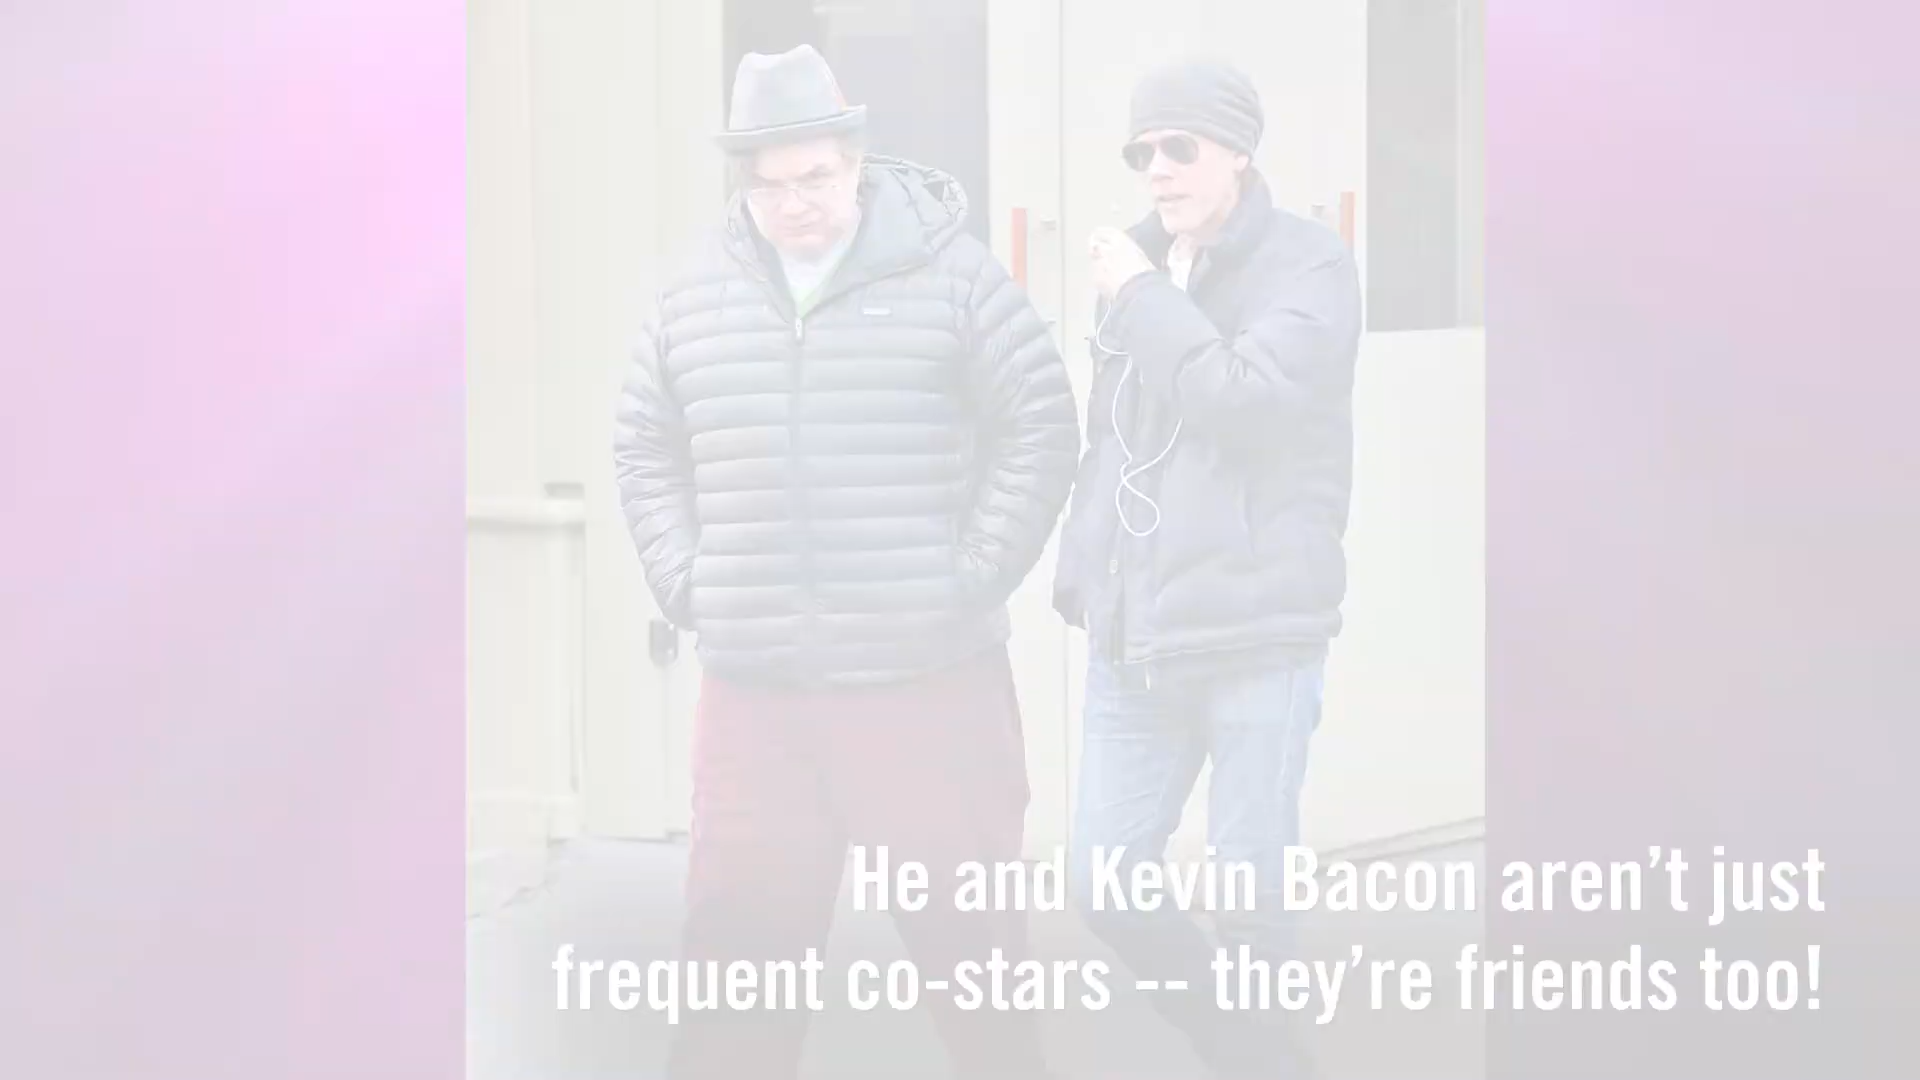 He and Kevin Bacon aren’t just
frequent co-stars -- they’re friends too!